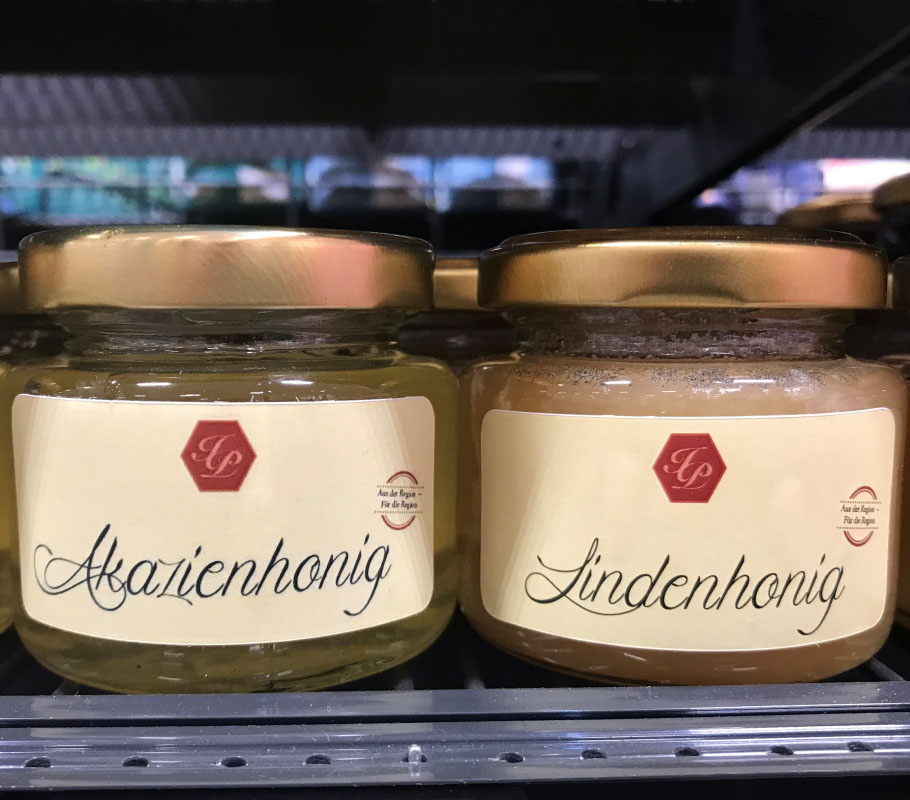 Aus der Region –
Für die Region
Akazienhonig
Aus der Region –
Für die Region
Lindenhonig